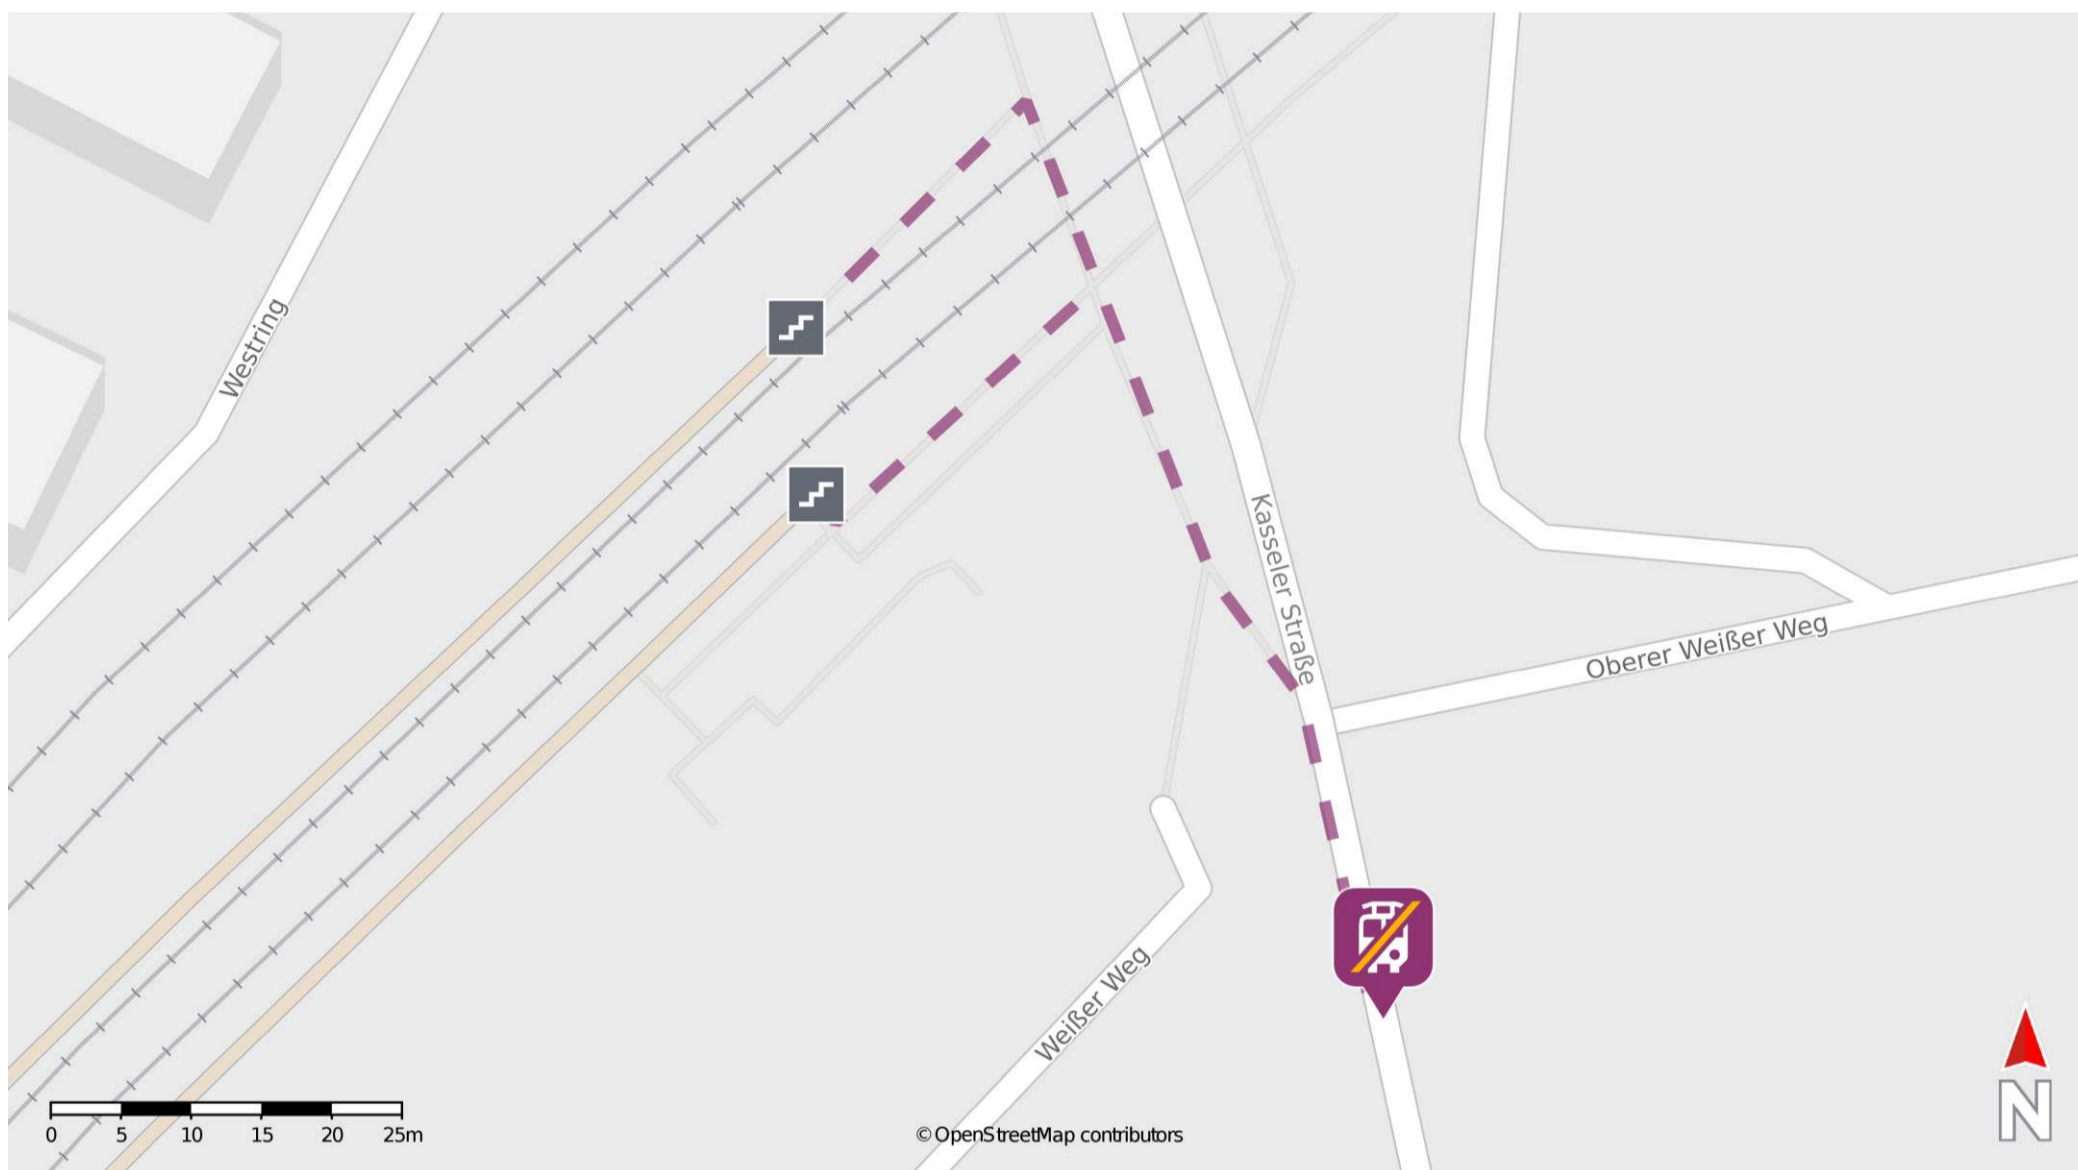 Westring
Kasseler Straße
Oberer Weißer Weg
Weißer Weg
N
0 5 10 15 20 25m
© OpenStreetMap contributors